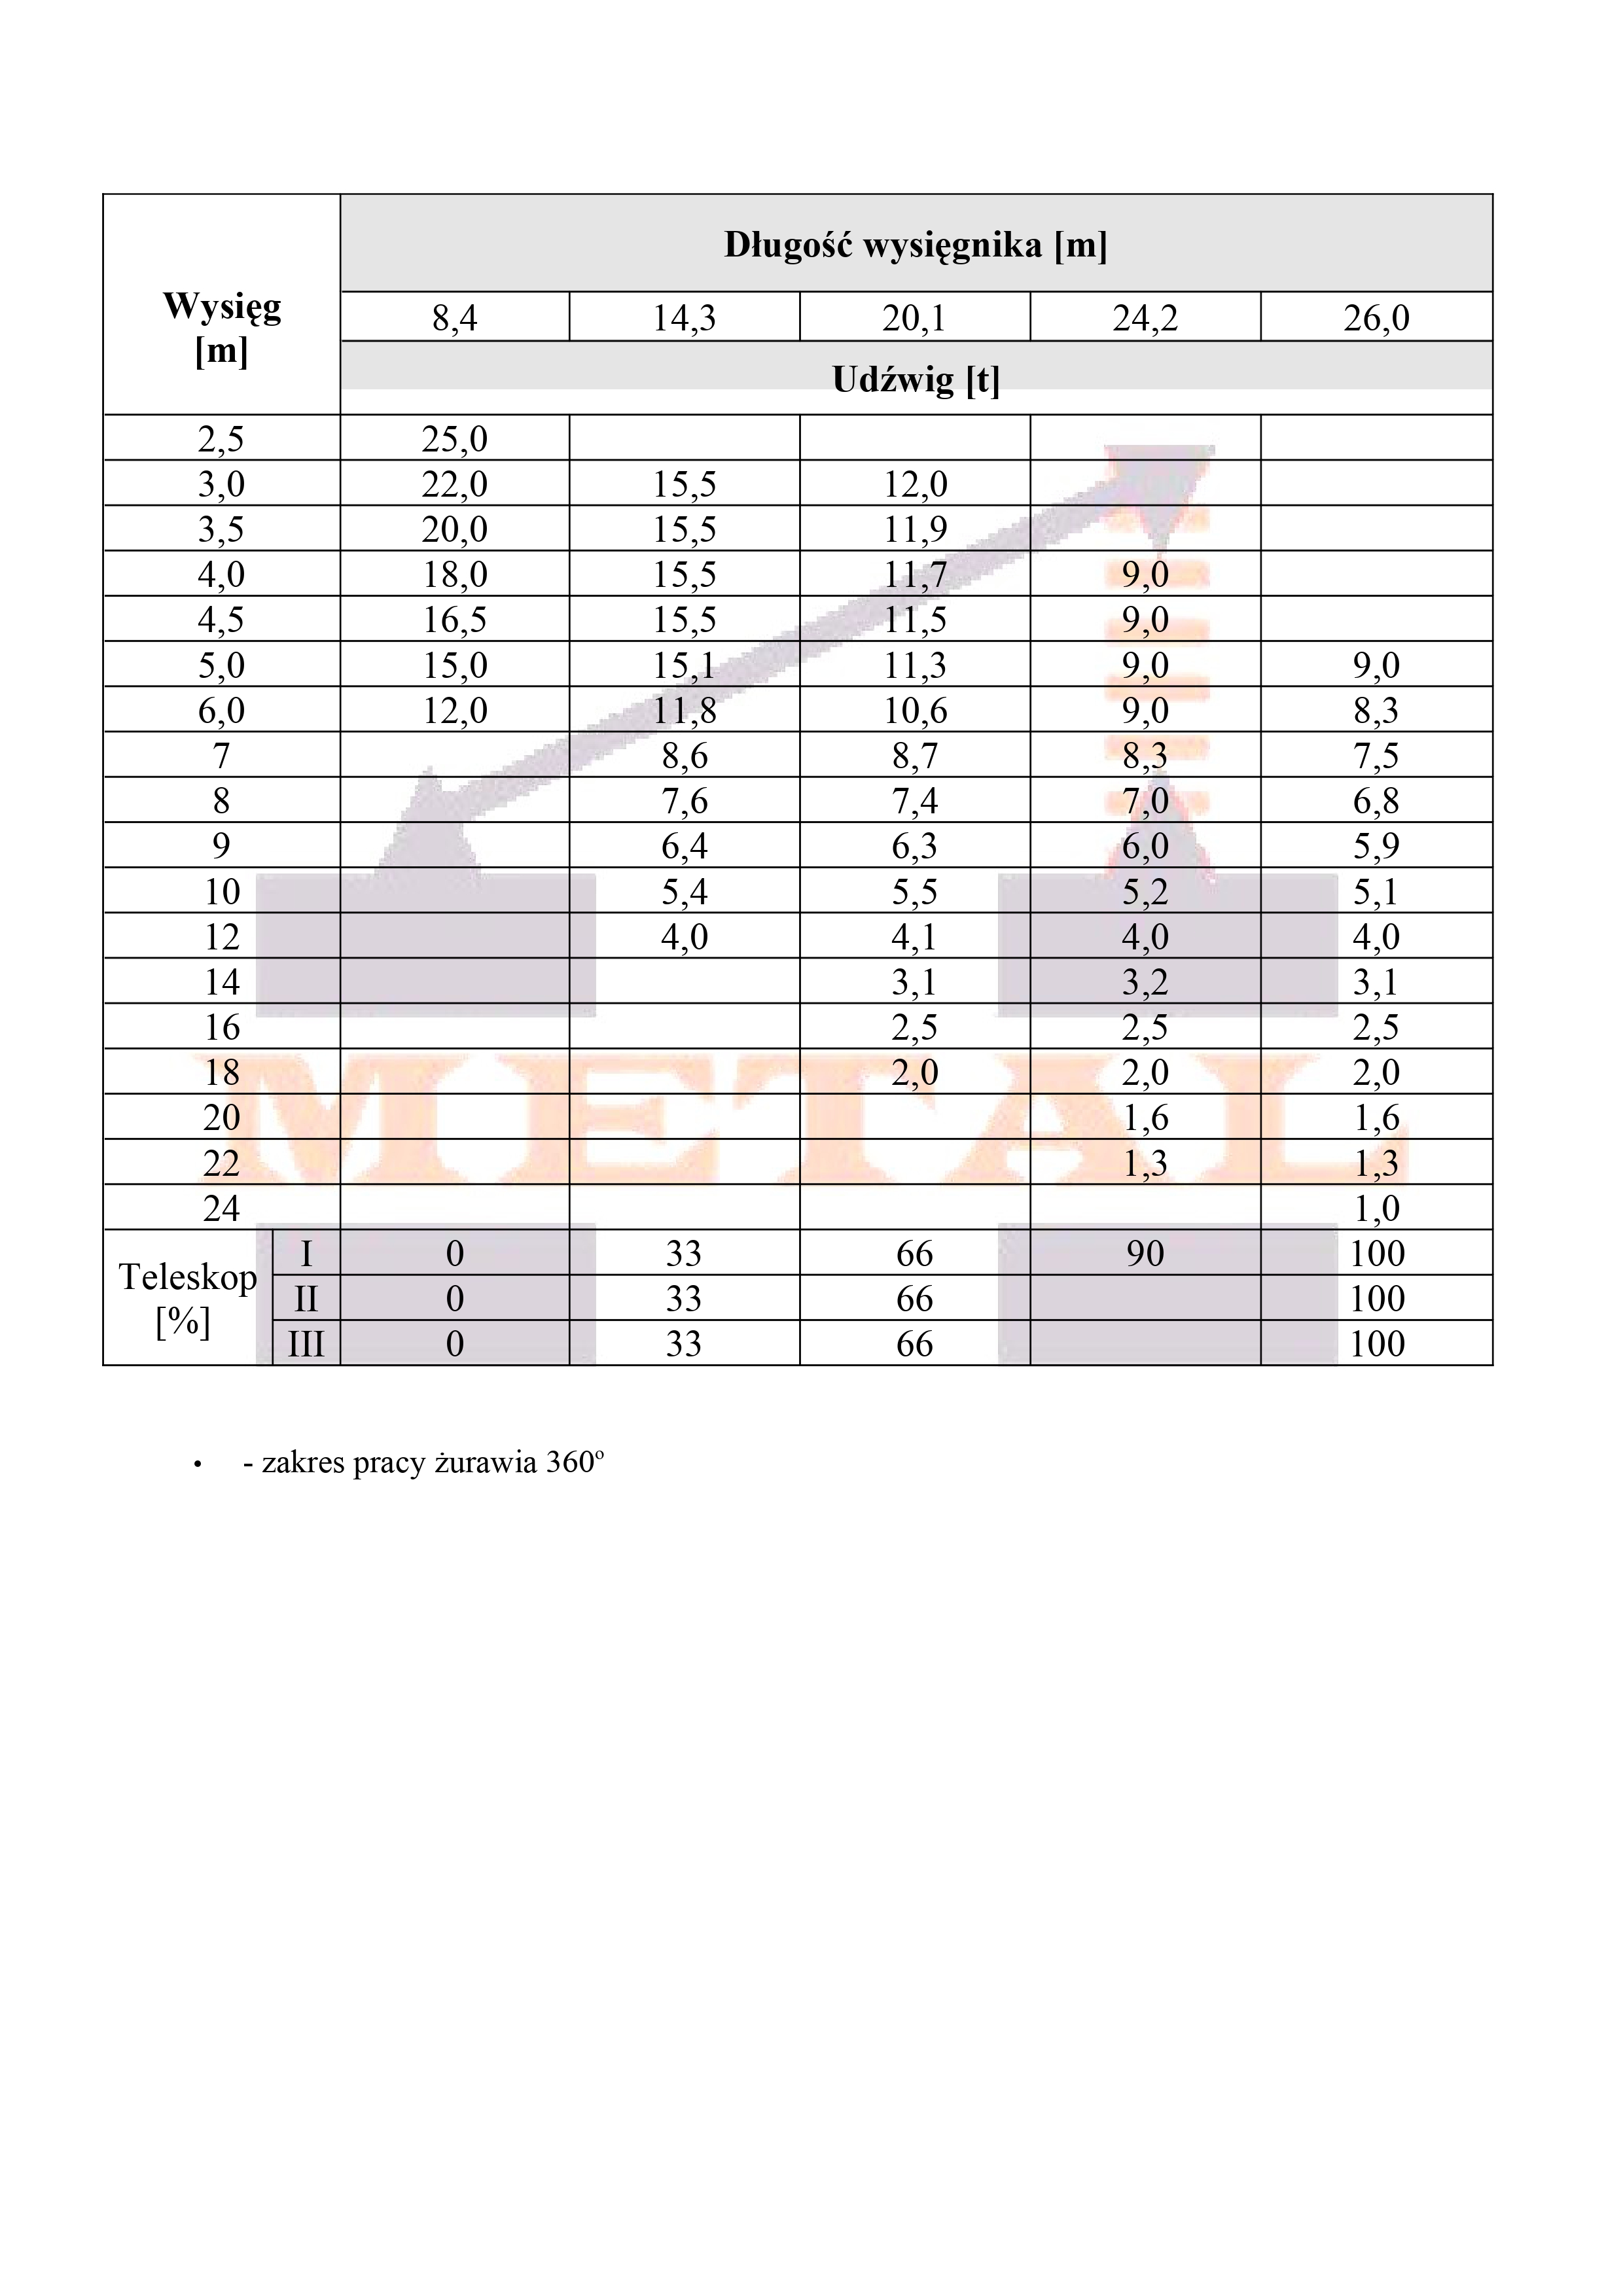 Długość wysięgnika [m]
Wysięg
[m]
8,4 14,3 20,1 24,2 26,0
Udźwig [t]
2,5 25,0
3,0 22,0 15,5 12,0
3,5 20,0 15,5 11,9
4,0 18,0 15,5 11,7 9,0
4,5 16,5 15,5 11,5 9,0
5,0 15,0 15,1 11,3 9,0 9,0
6,0 12,0 11,8 10,6 9,0 8,3
7 8,6 8,7 8,3 7,5
8 7,6 7,4 7,0 6,8
9 6,4 6,3 6,0 5,9
10 5,4 5,5 5,2 5,1
12 4,0 4,1 4,0 4,0
14 3,1 3,2 3,1
16 2,5 2,5 2,5
18 2,0 2,0 2,0
20 1,6 1,6
22 1,3 1,3
24 1,0
METAL
Teleskop
[%]
I 0 33 66 90 100
II 0 33 66 100
III 0 33 66 100
• - zakres pracy żurawia 360º